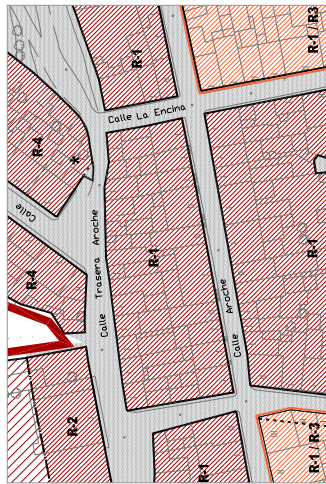 R-1
R-1 / R3
Calle La Encina
R-4
*
Calle
Calle Trasera Aroche
R-1
R-1
R-4
Calle Aroche
R-2
R-1
R-1 / R3